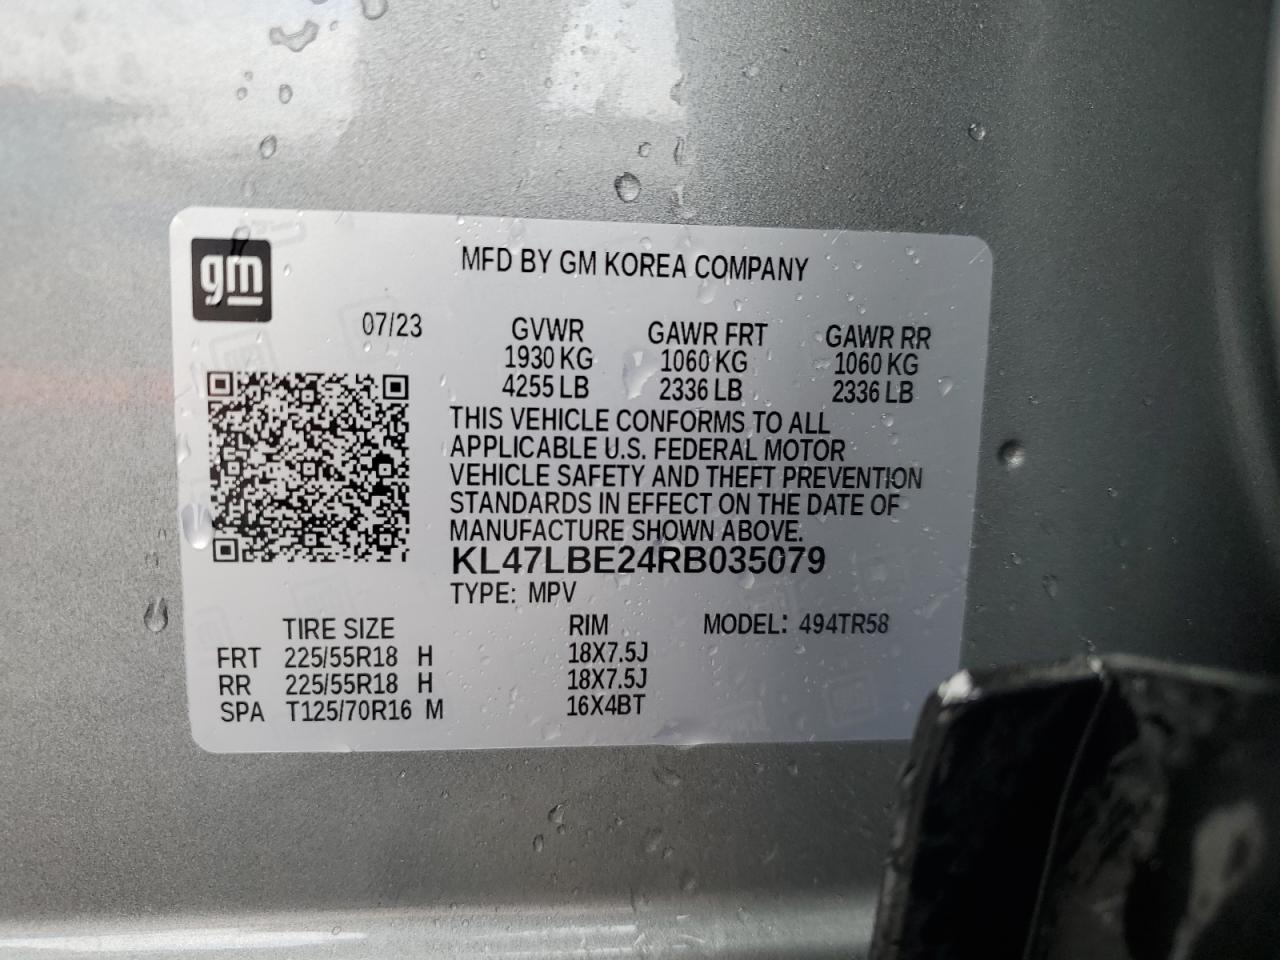 gm
MFD BY GM KOREA COMPANY
07/23 GVWR GAWR FRT GAWR RR
1930 KG 1060 KG 1060 KG
4255 LB 2336 LB 2336 LB
THIS VEHICLE CONFORMS TO ALL
APPLICABLE U.S. FEDERAL MOTOR
VEHICLE SAFETY AND THEFT PREVENTION
STANDARDS IN EFFECT ON THE DATE OF
MANUFACTURE SHOWN ABOVE.
KL47LBE24RB035079
TYPE: MPV
TIRE SIZE RIM MODEL: 494TR58
FRT 225/55R18 H 18X7.5J
RR 225/55R18 H 18X7.5J
SPA T125/70R16 M 16X4BT